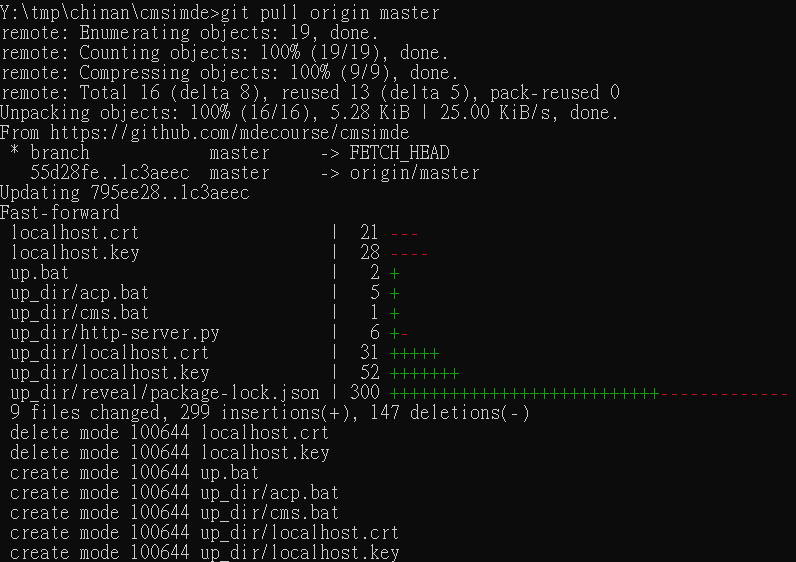 Y:\tmp\chinan\cmsimde>git pull origin master
remote: Enumerating objects: 19, done.
remote: Counting objects: 100% (19/19), done.
remote: Compressing objects: 100% (9/9), done.
remote: Total 16 (delta 8), reused 13 (delta 5), pack-reused 0
Unpacking objects: 100% (16/16), 5.28 KiB | 25.00 KiB/s, done.
From https://github.com/mdecourse/cmsimde
 * branch            master     -> FETCH_HEAD
   55d28fe..1c3aeec  master     -> origin/master
Updating 795ee28..1c3aeec
Fast-forward
 localhost.crt                   |  21 ---
 localhost.key                   |  28 ----
 up.bat                          |   2 +
 up_dir/acp.bat                  |   5 +
 up_dir/cms.bat                  |   1 +
 up_dir/http-server.py           |   6 +-
 up_dir/localhost.crt            |  31 +++++
 up_dir/localhost.key            |  52 +++++++
 up_dir/reveal/package-lock.json | 300 +++++++++++++++++++++++++++-------------
 9 files changed, 299 insertions(+), 147 deletions(-)
 delete mode 100644 localhost.crt
 delete mode 100644 localhost.key
 create mode 100644 up.bat
 create mode 100644 up_dir/acp.bat
 create mode 100644 up_dir/cms.bat
 create mode 100644 up_dir/localhost.crt
 create mode 100644 up_dir/localhost.key